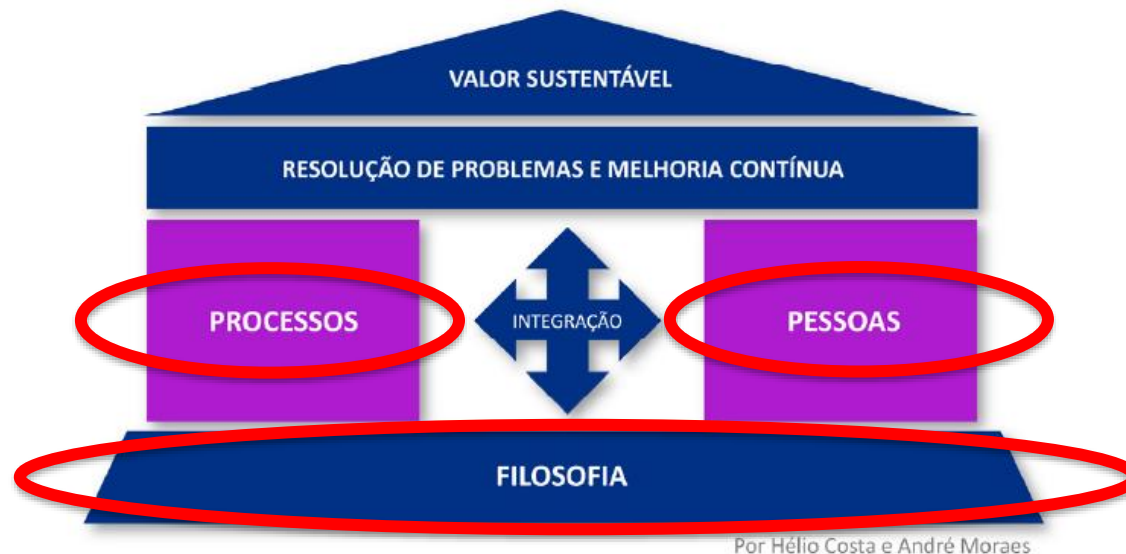 VALOR SUSTENTÁVEL
RESOLUÇÃO DE PROBLEMAS E MELHORIA CONTÍNUA
PROCESSOS
INTEGRAÇÃO
PESSOAS
FILOSOFIA
Por Hélio Costa e André Moraes